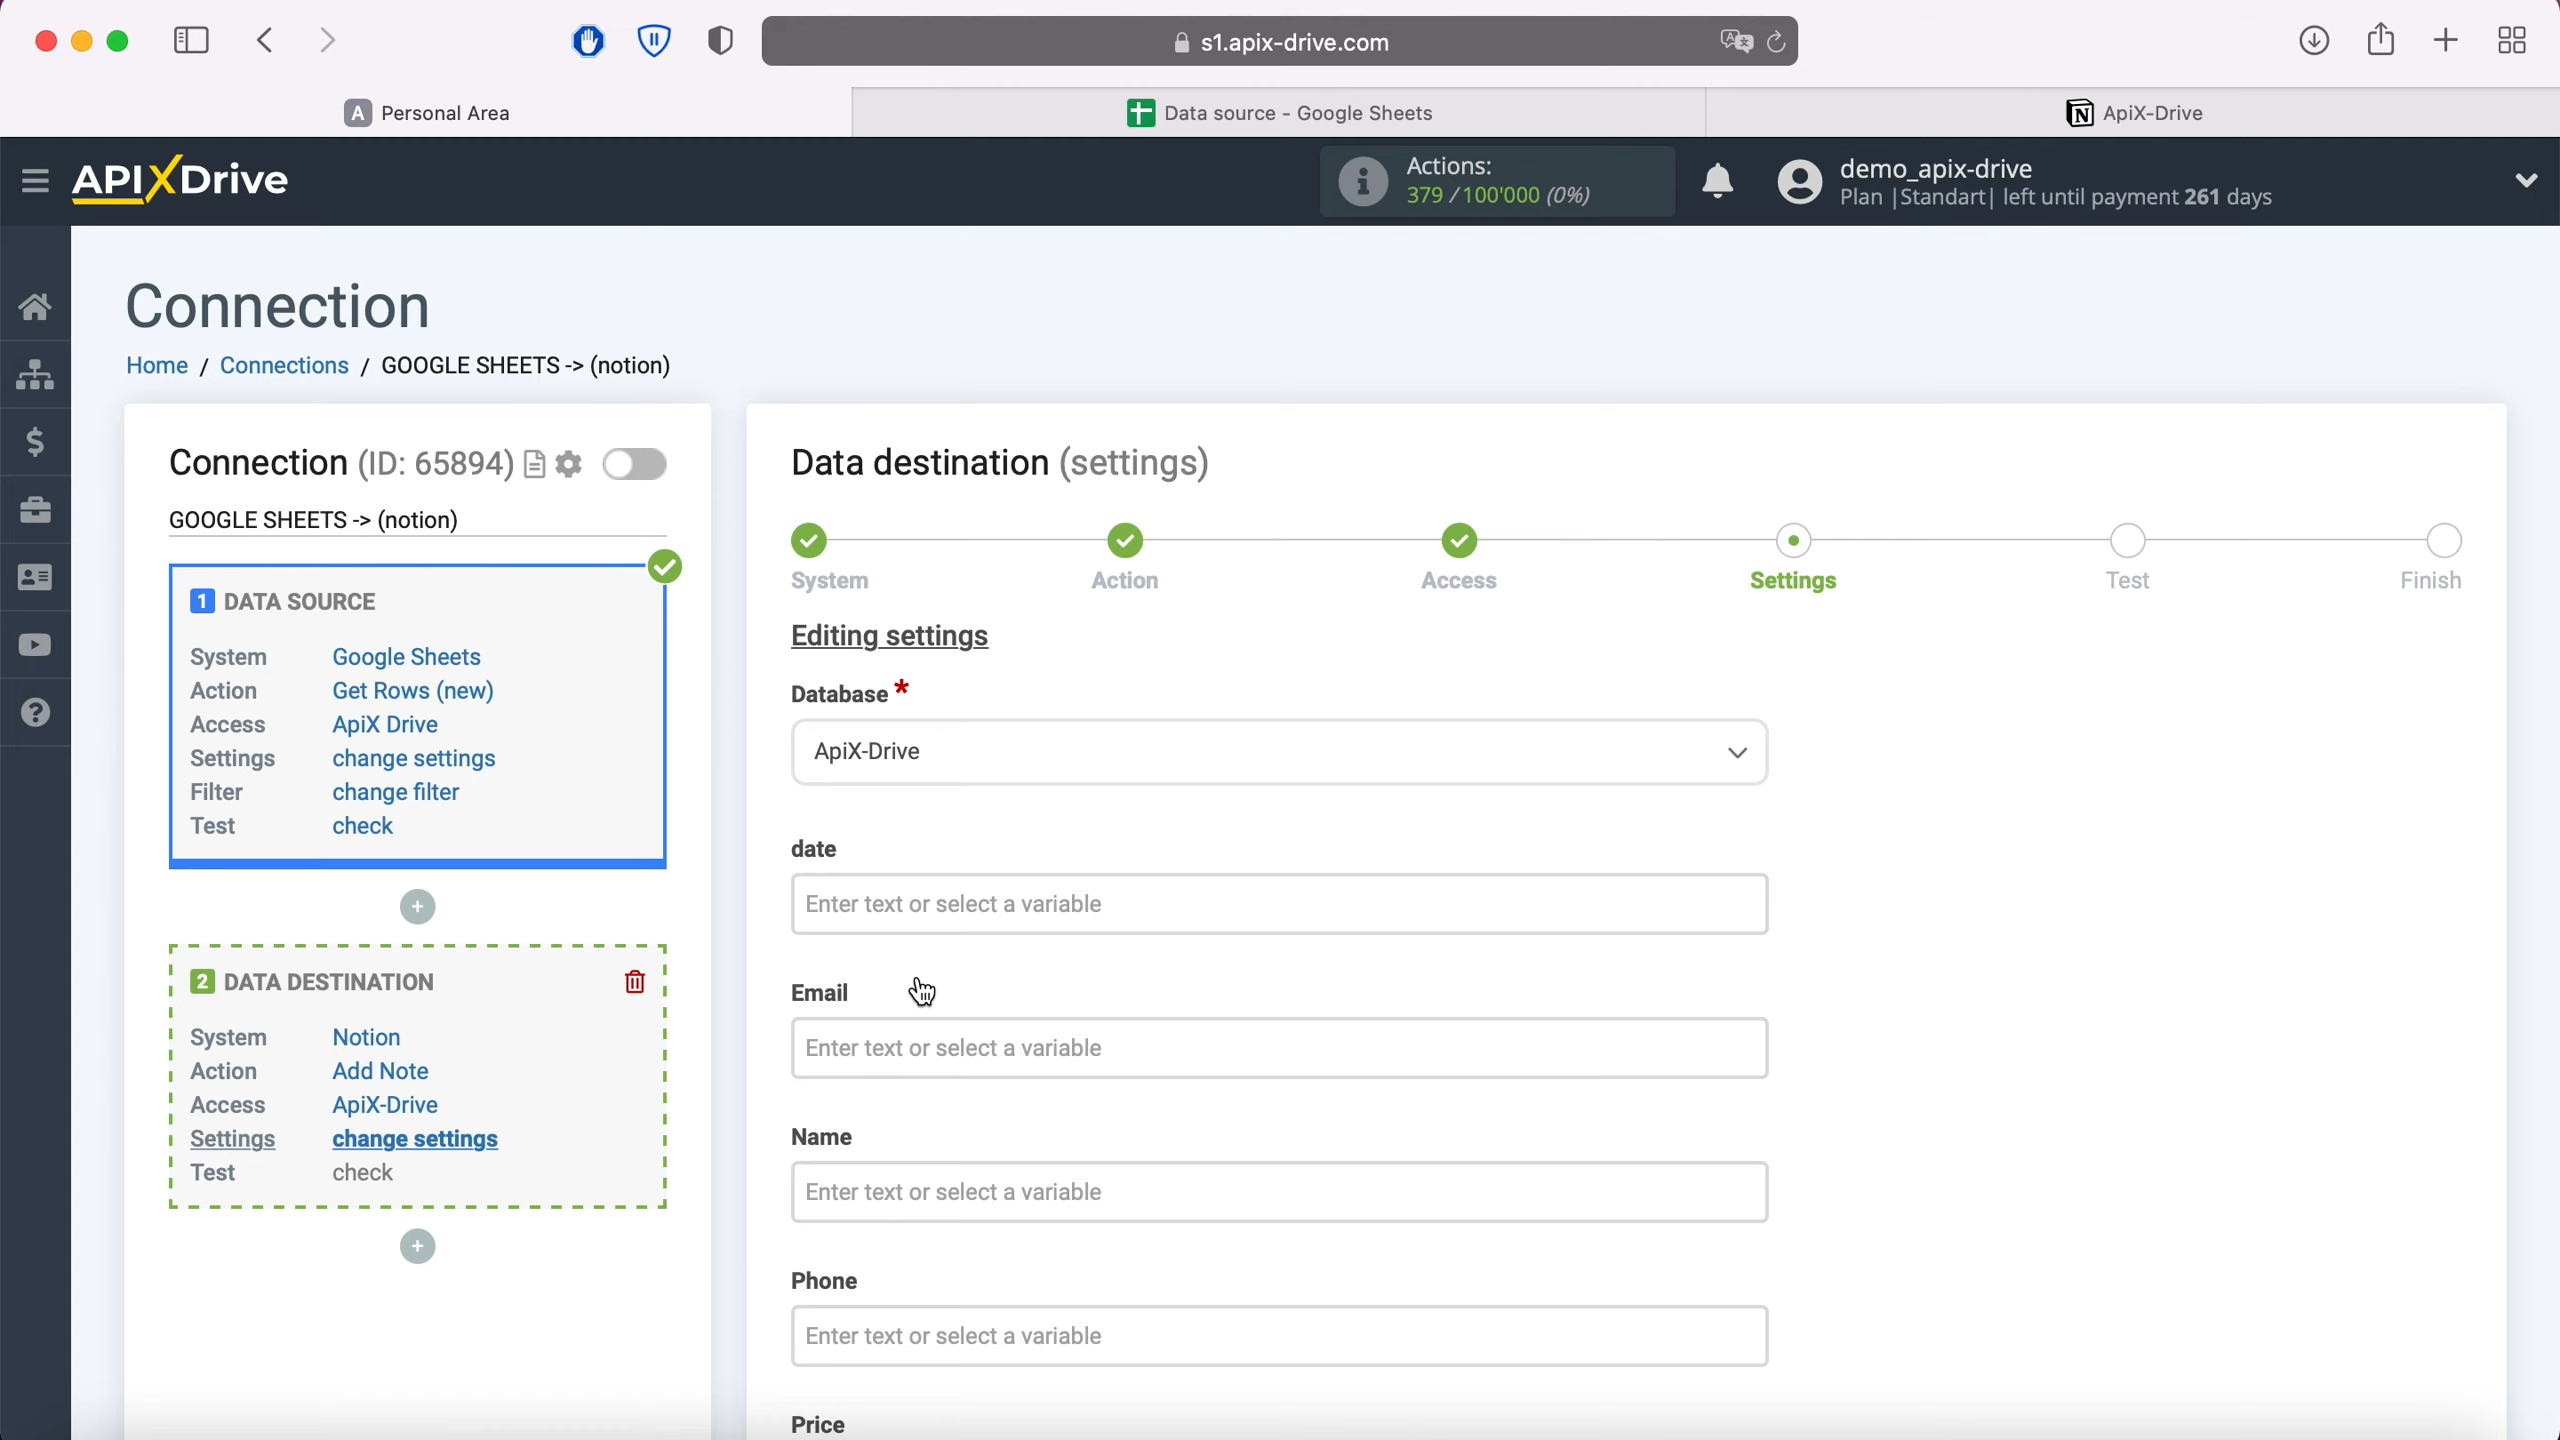 s1.apix-drive.com
A Personal Area
Data source - Google Sheets
ApiX-Drive
APIXDrive
Actions:
379 / 100'000 (0%)
demo_apix-drive
Plan |Standart| left until payment 261 days
Connection
Home / Connections / GOOGLE SHEETS -> (notion)
Connection (ID: 65894)
GOOGLE SHEETS -> (notion)
1 DATA SOURCE
System Google Sheets
Action Get Rows (new)
Access ApiX Drive
Settings change settings
Filter change filter
Test check
2 DATA DESTINATION
System Notion
Action Add Note
Access ApiX-Drive
Settings change settings
Test check
Data destination (settings)
System Action Access Settings Test Finish
Editing settings
Database *
ApiX-Drive
date
Enter text or select a variable
Email
Enter text or select a variable
Name
Enter text or select a variable
Phone
Enter text or select a variable
Price